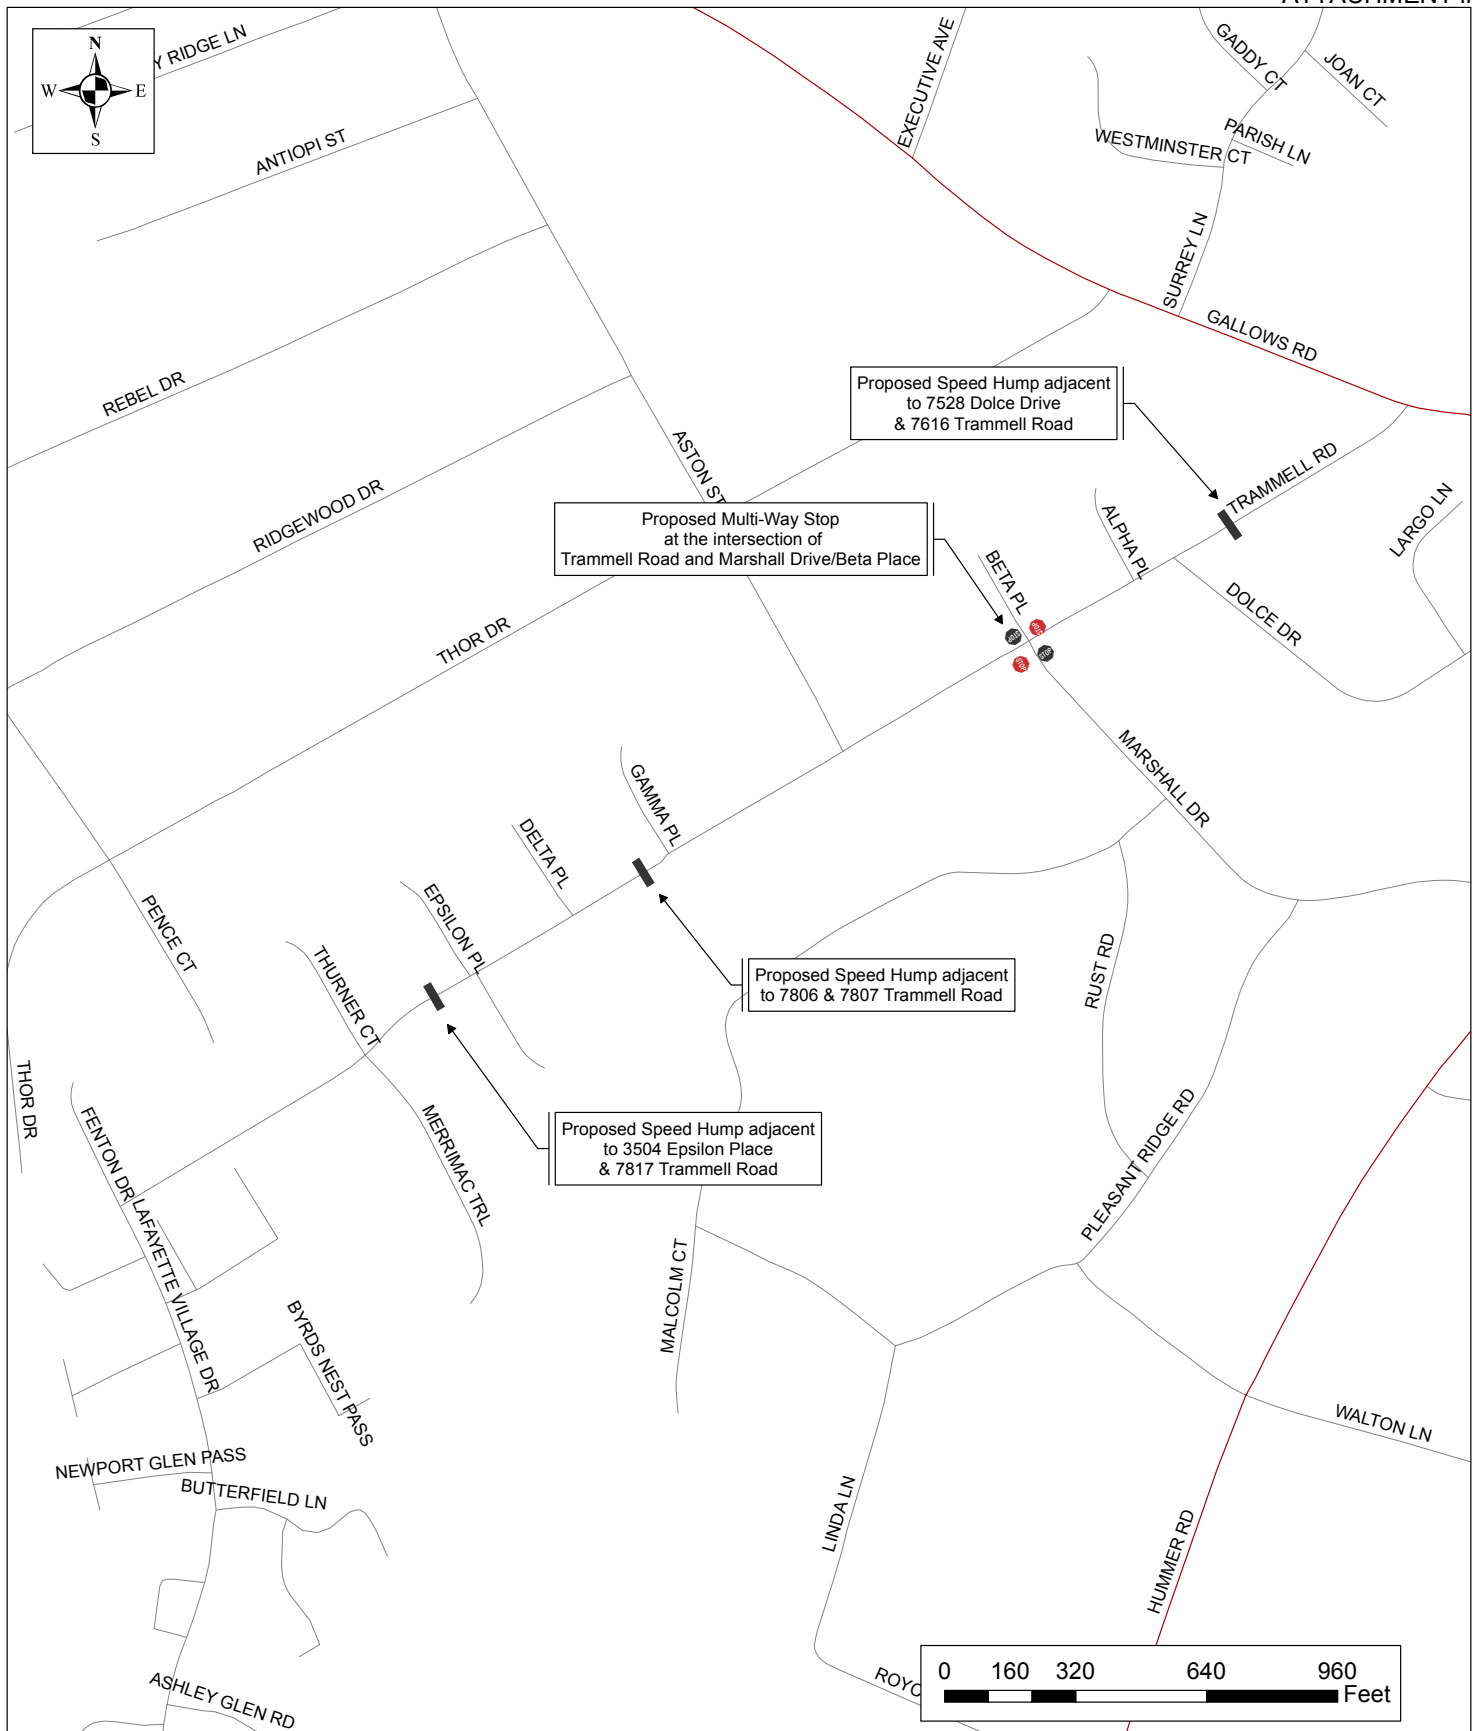 N
W
E
S
EXECUTIVE AVE
GADDY CT
JOAN CT
RIDGE LN
ANTIOPI ST
WESTMINSTER CT
PARISH LN
SURREY LN
GALLOWS RD
REBEL DR
Proposed Speed Hump adjacent
to 7528 Dolce Drive
& 7616 Trammell Road
ASTON ST
TRAMMELL RD
RIDGEWOOD DR
Proposed Multi-Way Stop
at the intersection of
Trammell Road and Marshall Drive/Beta Place
ALPHA PL
LARGO LN
BETA PL
DOLCE DR
STOP
STOP
STOP
STOP
THOR DR
MARSHALL DR
GAMMA PL
DELTA PL
EPSILON PL
PENCE CT
THURNER CT
RUST RD
Proposed Speed Hump adjacent
to 7806 & 7807 Trammell Road
THOR DR
FENTON DR
MERRIMAC TRL
Proposed Speed Hump adjacent
to 3504 Epsilon Place
& 7817 Trammell Road
PLEASANT RIDGE RD
LAFAYETTE VILLAGE DR
MALCOLM CT
BYRDS NEST PASS
WALTON LN
NEWPORT GLEN PASS
BUTTERFIELD LN
LINDA LN
HUMMER RD
ASHLEY GLEN RD
0 160 320 640 960
Feet